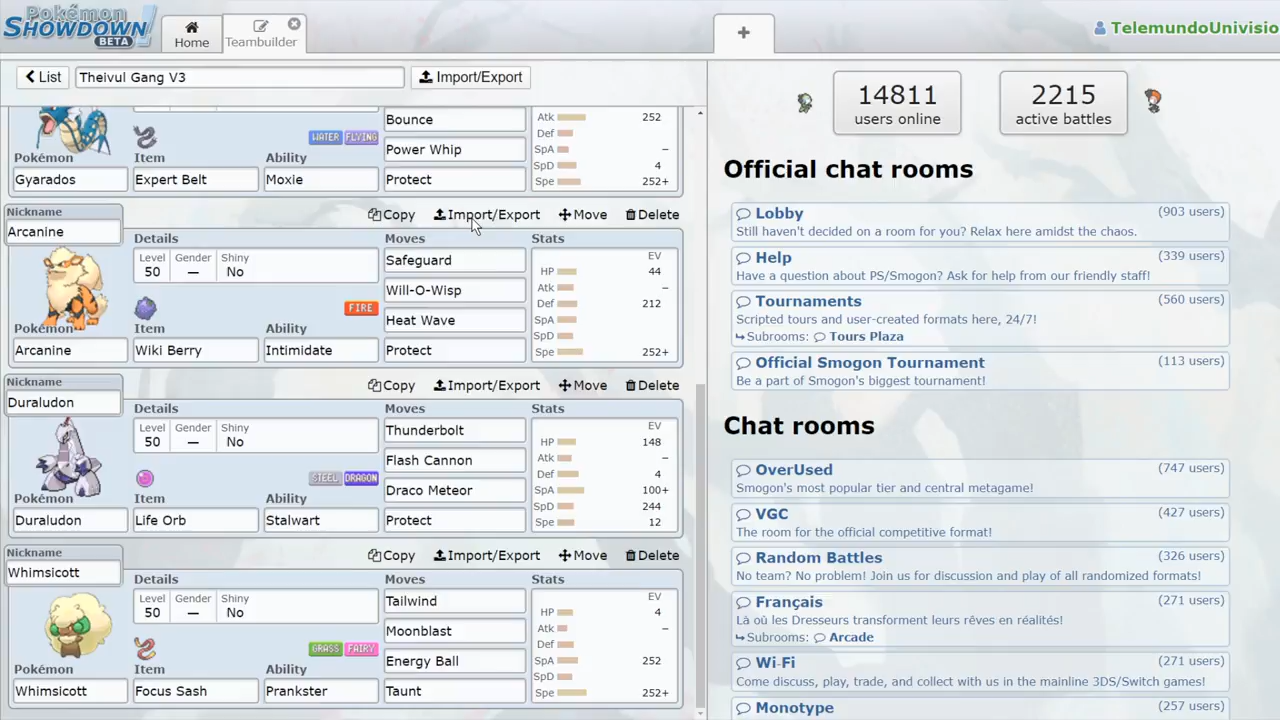 Pokémon
SHOWDOWN!
BETA
Home
Teambuilder
+
TelemundoUnivisio
List
Theivul Gang V3
Import/Export
14811
users online
2215
active battles
Bounce
Power Whip
Protect
WATER FLYING
Pokémon Item Ability
Gyarados Expert Belt Moxie
Atk 252
Def
SpA –
SpD 4
Spe 252+
Nickname
Arcanine
Copy Import/Export Move Delete
Details Moves Stats
Level Gender Shiny
50 — No
FIRE
Pokémon Item Ability
Arcanine Wiki Berry Intimidate
Safeguard
Will-O-Wisp
Heat Wave
Protect
EV
HP 44
Atk –
Def 212
SpA
SpD
Spe 252+
Nickname
Duraludon
Copy Import/Export Move Delete
Details Moves Stats
Level Gender Shiny
50 — No
STEEL DRAGON
Pokémon Item Ability
Duraludon Life Orb Stalwart
Thunderbolt
Flash Cannon
Draco Meteor
Protect
EV
HP 148
Atk –
Def 4
SpA 100+
SpD 244
Spe 12
Nickname
Whimsicott
Copy Import/Export Move Delete
Details Moves Stats
Level Gender Shiny
50 — No
GRASS FAIRY
Pokémon Item Ability
Whimsicott Focus Sash Prankster
Tailwind
Moonblast
Energy Ball
Taunt
EV
HP 4
Atk –
Def
SpA 252
SpD
Spe 252+
Official chat rooms
Lobby (903 users)
Still haven't decided on a room for you? Relax here amidst the chaos.
Help (339 users)
Have a question about PS/Smogon? Ask for help from our friendly staff!
Tournaments (560 users)
Scripted tours and user-created formats here, 24/7!
↳Subrooms: Tours Plaza
Official Smogon Tournament (113 users)
Be a part of Smogon's biggest tournament!
Chat rooms
OverUsed (747 users)
Smogon's most popular tier and central metagame!
VGC (427 users)
The room for the official competitive format!
Random Battles (326 users)
No team? No problem! Join us for discussion and play of all randomized formats!
Français (271 users)
Là où les Dresseurs transforment leurs rêves en réalités!
↳Subrooms: Arcade
Wi-Fi (271 users)
Come discuss, play, trade, and collect with us in the mainline 3DS/Switch games!
Monotype (257 users)